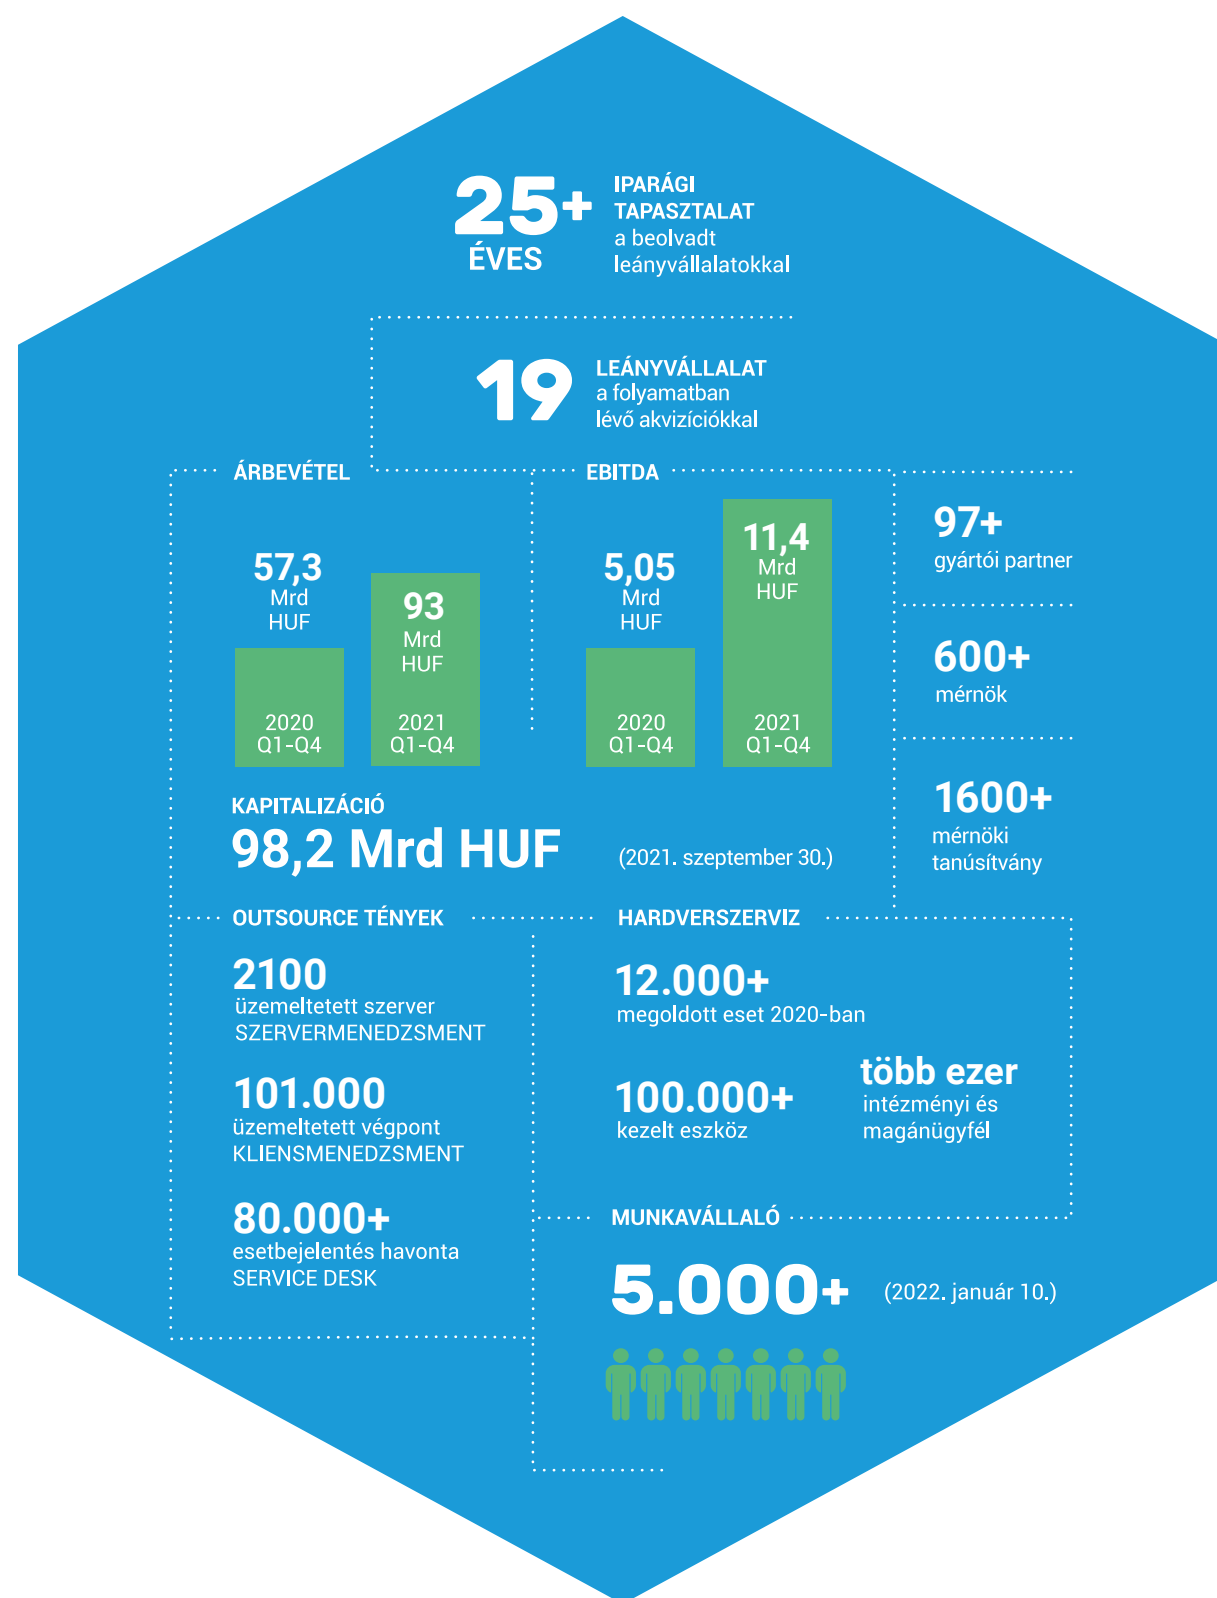 25+
ÉVES
IPARÁGI
TAPASZTALAT
a beolvadt
leányvállalatokkal
19
LEÁNYVÁLLALAT
a folyamatban
lévő akvizíciókkal
ÁRBEVÉTEL
57,3
Mrd
HUF
2020
Q1-Q4
93
Mrd
HUF
2021
Q1-Q4
EBITDA
5,05
Mrd
HUF
2020
Q1-Q4
11,4
Mrd
HUF
2021
Q1-Q4
97+
gyártói partner
600+
mérnök
1600+
mérnöki
tanúsítvány
KAPITALIZÁCIÓ
98,2 Mrd HUF
(2021. szeptember 30.)
OUTSOURCE TÉNYEK
2100
üzemeltetett szerver
SZERVERMENEDZSMENT
101.000
üzemeltetett végpont
KLIENSMENEDZSMENT
80.000+
esetbejelentés havonta
SERVICE DESK
HARDVERSZERVIZ
12.000+
megoldott eset 2020-ban
100.000+
kezelt eszköz
több ezer
intézményi és
magánügyfél
MUNKAVÁLLALÓ
5.000+
(2022. január 10.)